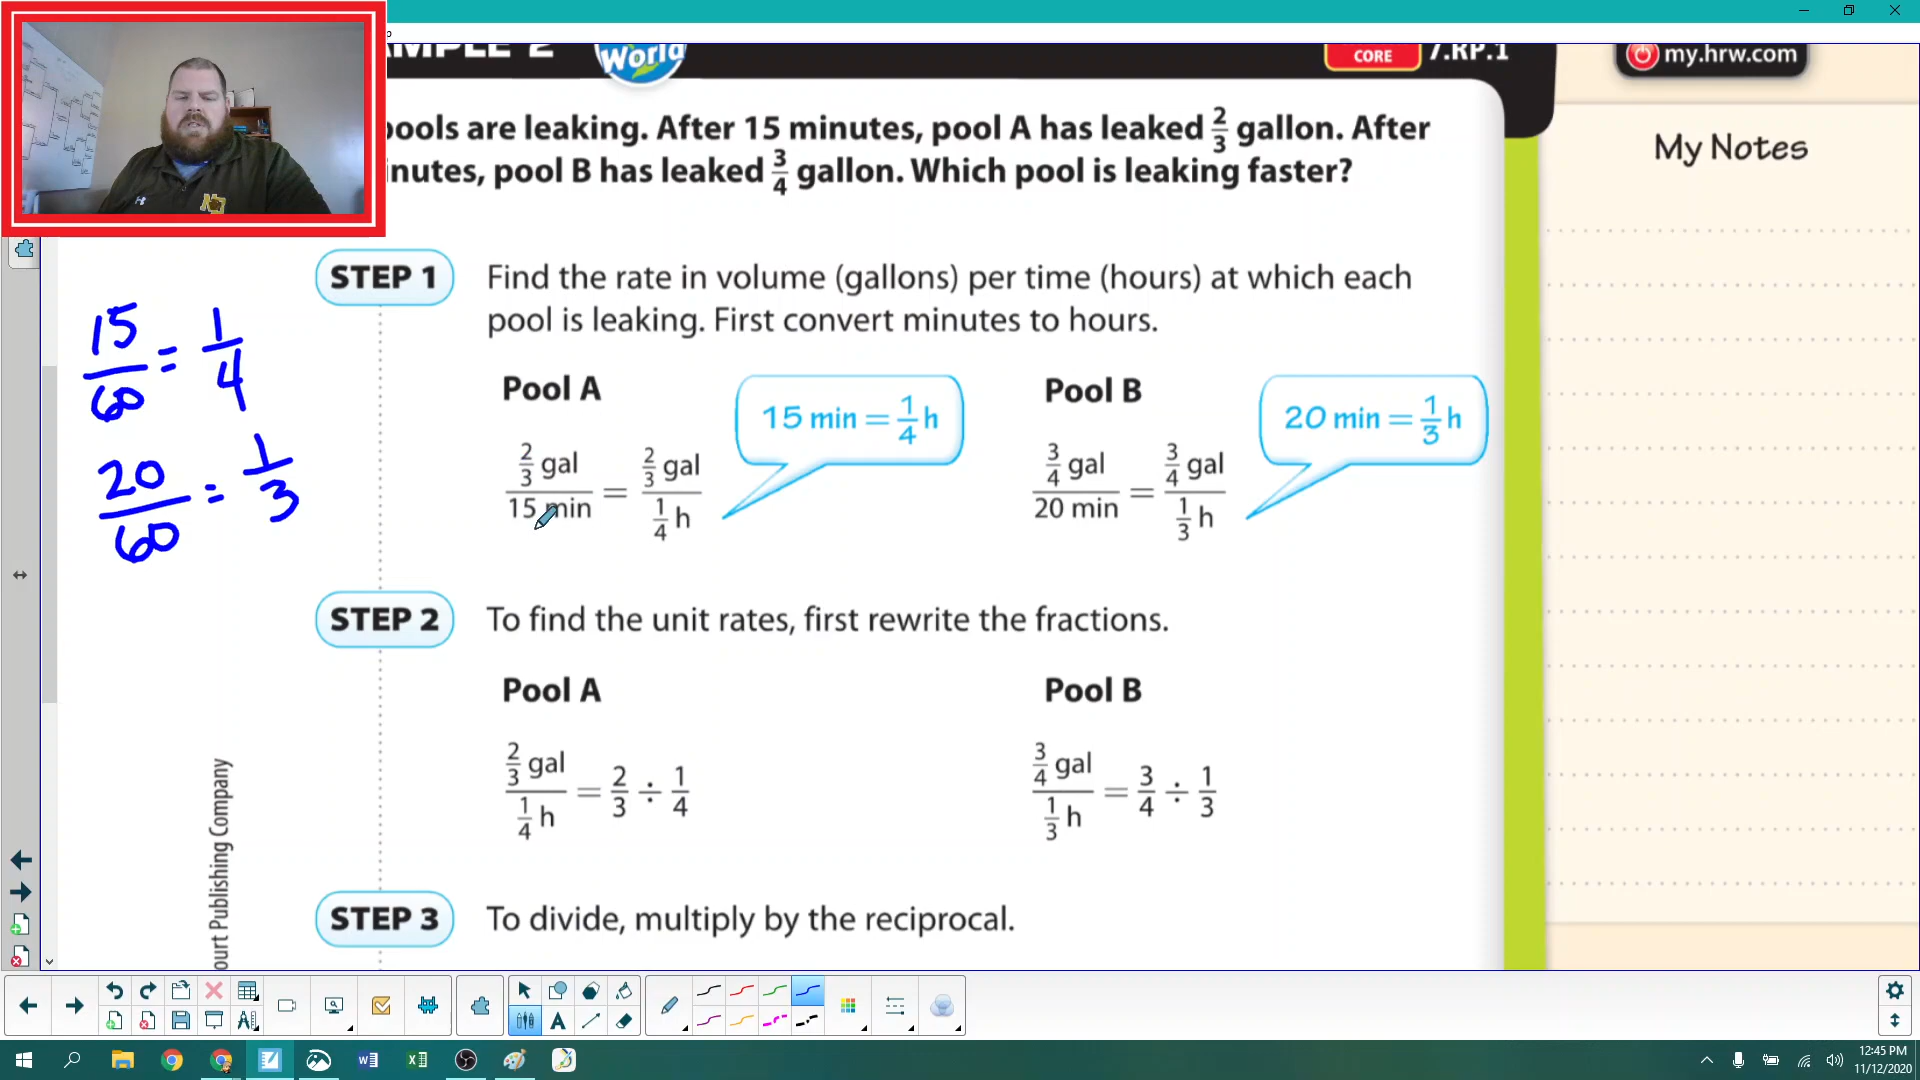 World
CORE
7.RP.1
my.hrw.com
pools are leaking. After 15 minutes, pool A has leaked 2/3 gallon. After
nutes, pool B has leaked 3/4 gallon. Which pool is leaking faster?
My Notes
STEP 1
Find the rate in volume (gallons) per time (hours) at which each
pool is leaking. First convert minutes to hours.
15/60 = 1/4
20/60 = 1/3
Pool A
15 min = 1/4 h
2/3 gal / 15 min = 2/3 gal / 1/4 h
Pool B
20 min = 1/3 h
3/4 gal / 20 min = 3/4 gal / 1/3 h
STEP 2
To find the unit rates, first rewrite the fractions.
Pool A
2/3 gal / 1/4 h = 2/3 ÷ 1/4
Pool B
3/4 gal / 1/3 h = 3/4 ÷ 1/3
STEP 3
To divide, multiply by the reciprocal.
ourt Publishing Company
12:45 PM
11/12/2020